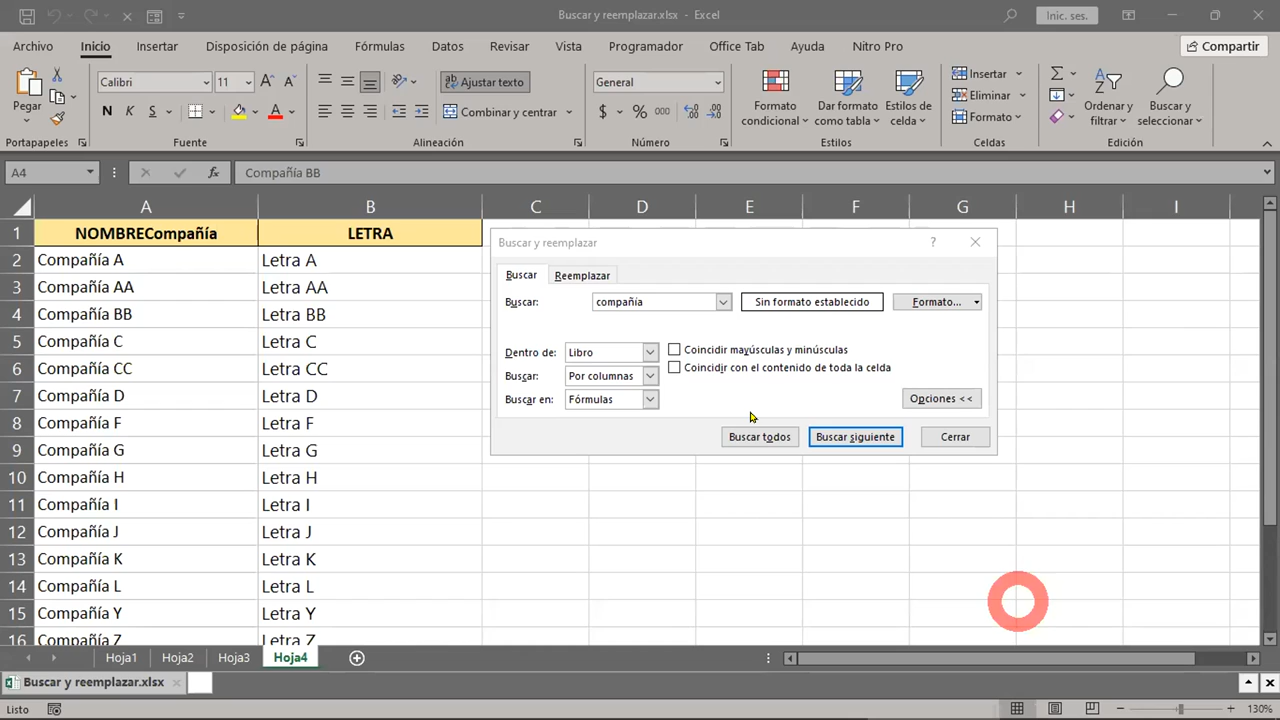 Buscar y reemplazar.xlsx - Excel
Inic. ses.
Archivo Inicio Insertar Disposición de página Fórmulas Datos Revisar Vista Programador Office Tab Ayuda Nitro Pro Compartir
Pegar
Calibri 11
N K S
Ajustar texto
Combinar y centrar
General
$ % 000
Formato condicional
Dar formato como tabla
Estilos de celda
Insertar
Eliminar
Formato
Ordenar y filtrar
Buscar y seleccionar
Portapapeles Fuente Alineación Número Estilos Celdas Edición
A4 fx Compañía BB
A B C D E F G H I
1 NOMBRECompañía LETRA
2 Compañía A Letra A
3 Compañía AA Letra AA
4 Compañía BB Letra BB
5 Compañía C Letra C
6 Compañía CC Letra CC
7 Compañía D Letra D
8 Compañía F Letra F
9 Compañía G Letra G
10 Compañía H Letra H
11 Compañía I Letra I
12 Compañía J Letra J
13 Compañía K Letra K
14 Compañía L Letra L
15 Compañía Y Letra Y
16 Compañía Z Letra Z
Buscar y reemplazar ?
Buscar Reemplazar
Buscar: compañía Sin formato establecido Formato...
Dentro de: Libro Coincidir mayúsculas y minúsculas
Coincidir con el contenido de toda la celda
Buscar: Por columnas
Buscar en: Fórmulas Opciones <<
Buscar todos Buscar siguiente Cerrar
Hoja1 Hoja2 Hoja3 Hoja4
Buscar y reemplazar.xlsx
Listo 130%